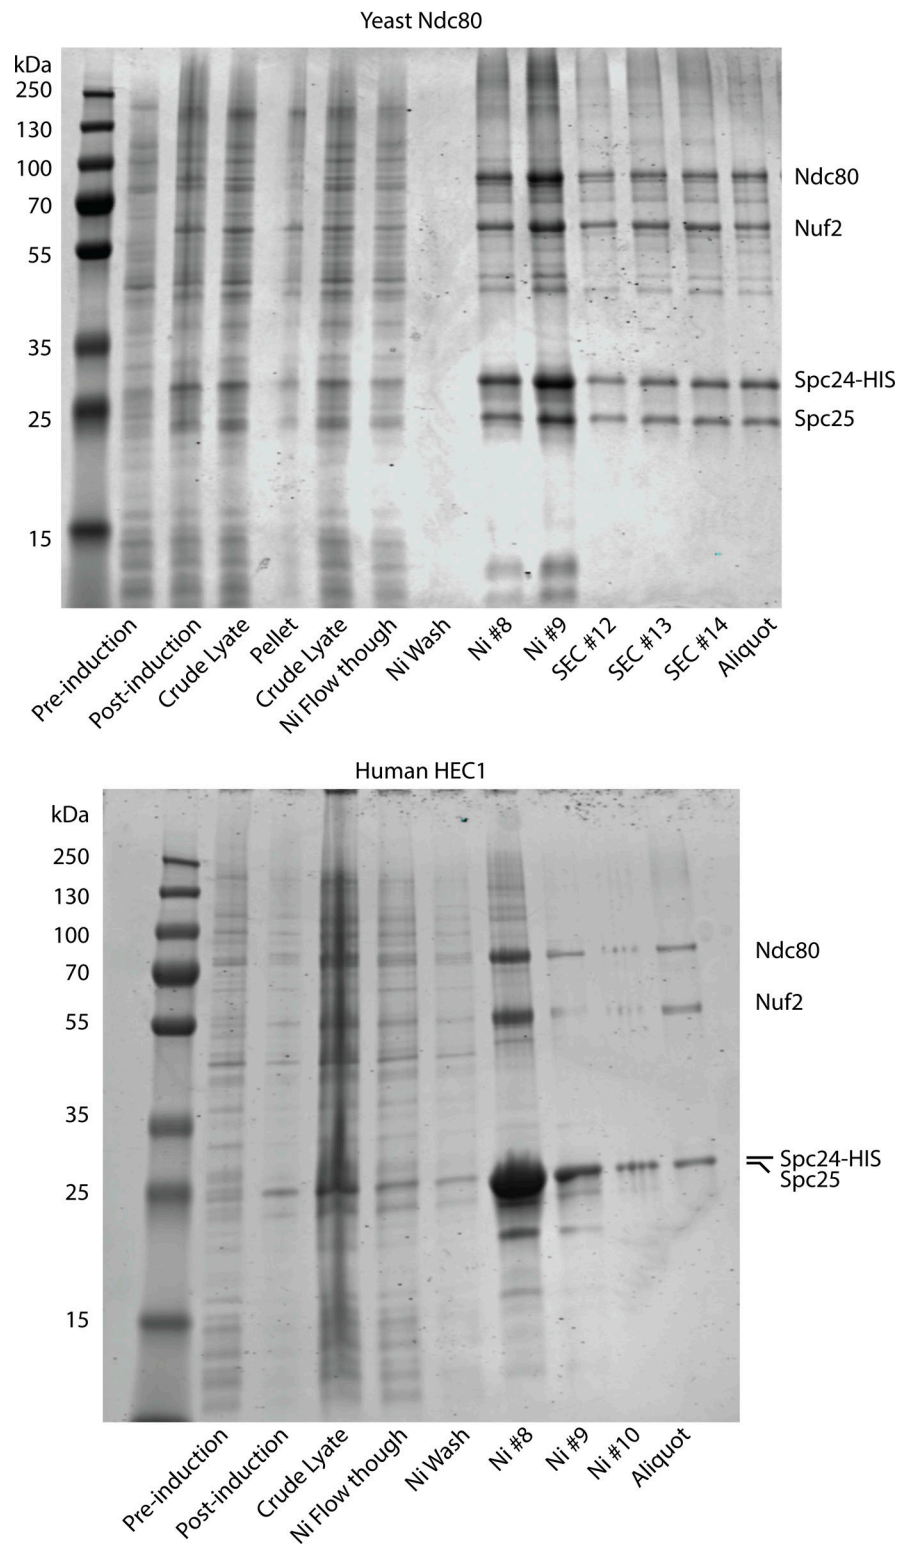 Yeast Ndc80
kDa
250
130
100
70
55
35
25
15
Ndc80
Nuf2
Spc24-HIS
Spc25
Pre-induction
Post-induction
Crude Lyate
Pellet
Crude Lyate
Ni Flow though
Ni Wash
Ni #8
Ni #9
SEC #12
SEC #13
SEC #14
Aliquot
Human HEC1
kDa
250
130
100
70
55
35
25
15
Ndc80
Nuf2
Spc24-HIS
Spc25
Pre-induction
Post-induction
Crude Lyate
Ni Flow though
Ni Wash
Ni #8
Ni #9
Ni #10
Aliquot